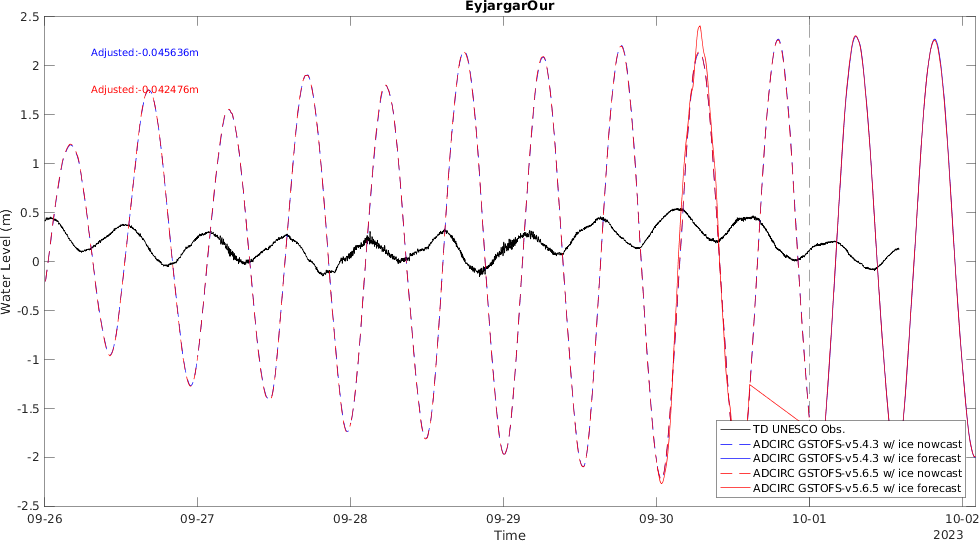 EyjargarOur
Adjusted:-0.045636m
Adjusted:-0.042476m
Water Level (m)
2.5
2
1.5
1
0.5
0
-0.5
-1
-1.5
-2
-2.5
TD UNESCO Obs.
ADCIRC GSTOFS-v5.4.3 w/ ice nowcast
ADCIRC GSTOFS-v5.4.3 w/ ice forecast
ADCIRC GSTOFS-v5.6.5 w/ ice nowcast
ADCIRC GSTOFS-v5.6.5 w/ ice forecast
09-26 09-27 09-28 09-29 09-30 10-01 10-02
Time
2023